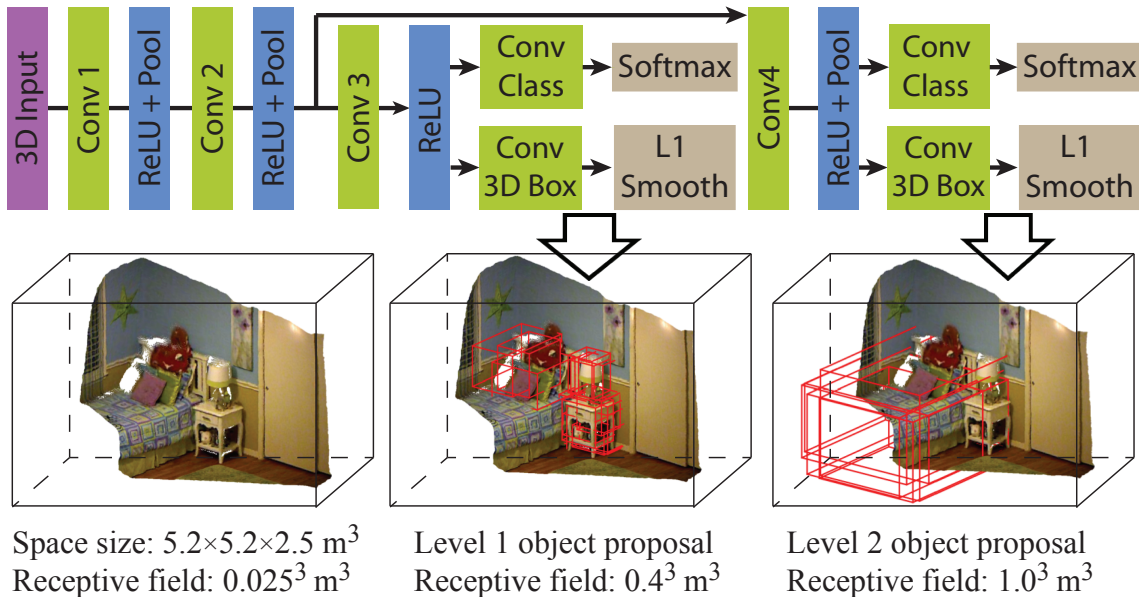 3D Input
Conv 1
ReLU + Pool
Conv 2
ReLU + Pool
Conv 3
ReLU
Conv
Class
Softmax
Conv
3D Box
L1
Smooth
Conv4
ReLU + Pool
Conv
Class
Softmax
Conv
3D Box
L1
Smooth
Space size: 5.2×5.2×2.5 m³
Receptive field: 0.025³ m³
Level 1 object proposal
Receptive field: 0.4³ m³
Level 2 object proposal
Receptive field: 1.0³ m³